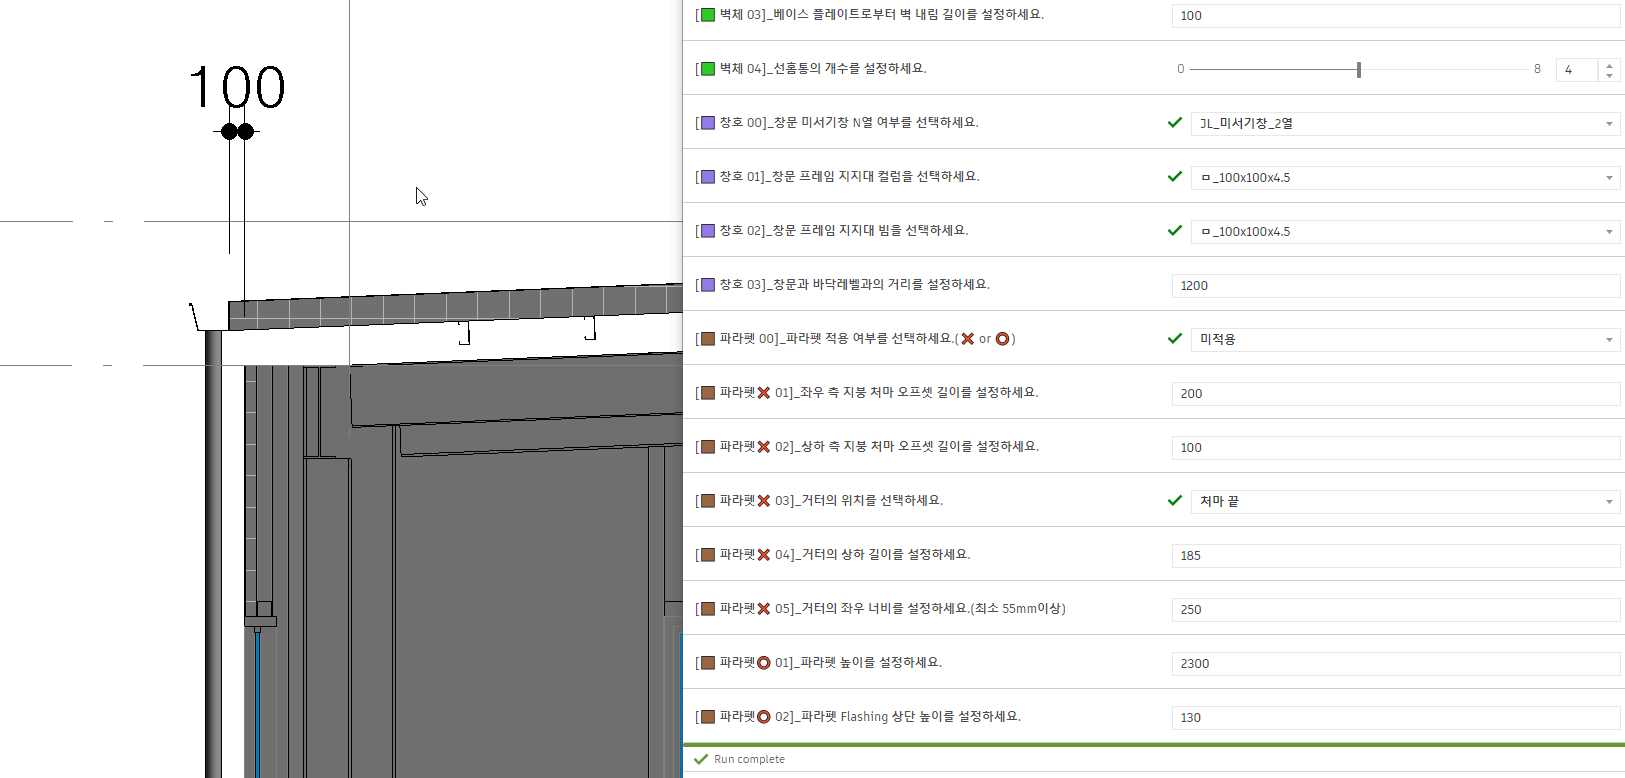 100
[🟩 벽체 03]_베이스 플레이트로부터 벽 내림 길이를 설정하세요. 100
[🟩 벽체 04]_선홈통의 개수를 설정하세요. 0 8 4
[🟪 창호 00]_창문 미서기창 N열 여부를 선택하세요. JL_미서기창_2열
[🟪 창호 01]_창문 프레임 지지대 컬럼을 선택하세요. ㅁ_100x100x4.5
[🟪 창호 02]_창문 프레임 지지대 빔을 선택하세요. ㅁ_100x100x4.5
[🟪 창호 03]_창문과 바닥레벨과의 거리를 설정하세요. 1200
[🟫 파라펫 00]_파라펫 적용 여부를 선택하세요.(❌ or ⭕) 미적용
[🟫 파라펫❌ 01]_좌우 측 지붕 처마 오프셋 길이를 설정하세요. 200
[🟫 파라펫❌ 02]_상하 측 지붕 처마 오프셋 길이를 설정하세요. 100
[🟫 파라펫❌ 03]_거터의 위치를 선택하세요. 처마 끝
[🟫 파라펫❌ 04]_거터의 상하 길이를 설정하세요. 185
[🟫 파라펫❌ 05]_거터의 좌우 너비를 설정하세요.(최소 55mm이상) 250
[🟫 파라펫⭕ 01]_파라펫 높이를 설정하세요. 2300
[🟫 파라펫⭕ 02]_파라펫 Flashing 상단 높이를 설정하세요. 130
Run complete